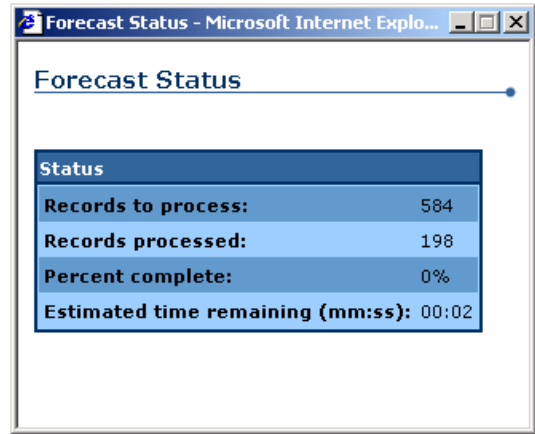 Forecast Status - Microsoft Internet Explo...
Forecast Status
Status
Records to process: 584
Records processed: 198
Percent complete: 0%
Estimated time remaining (mm:ss): 00:02